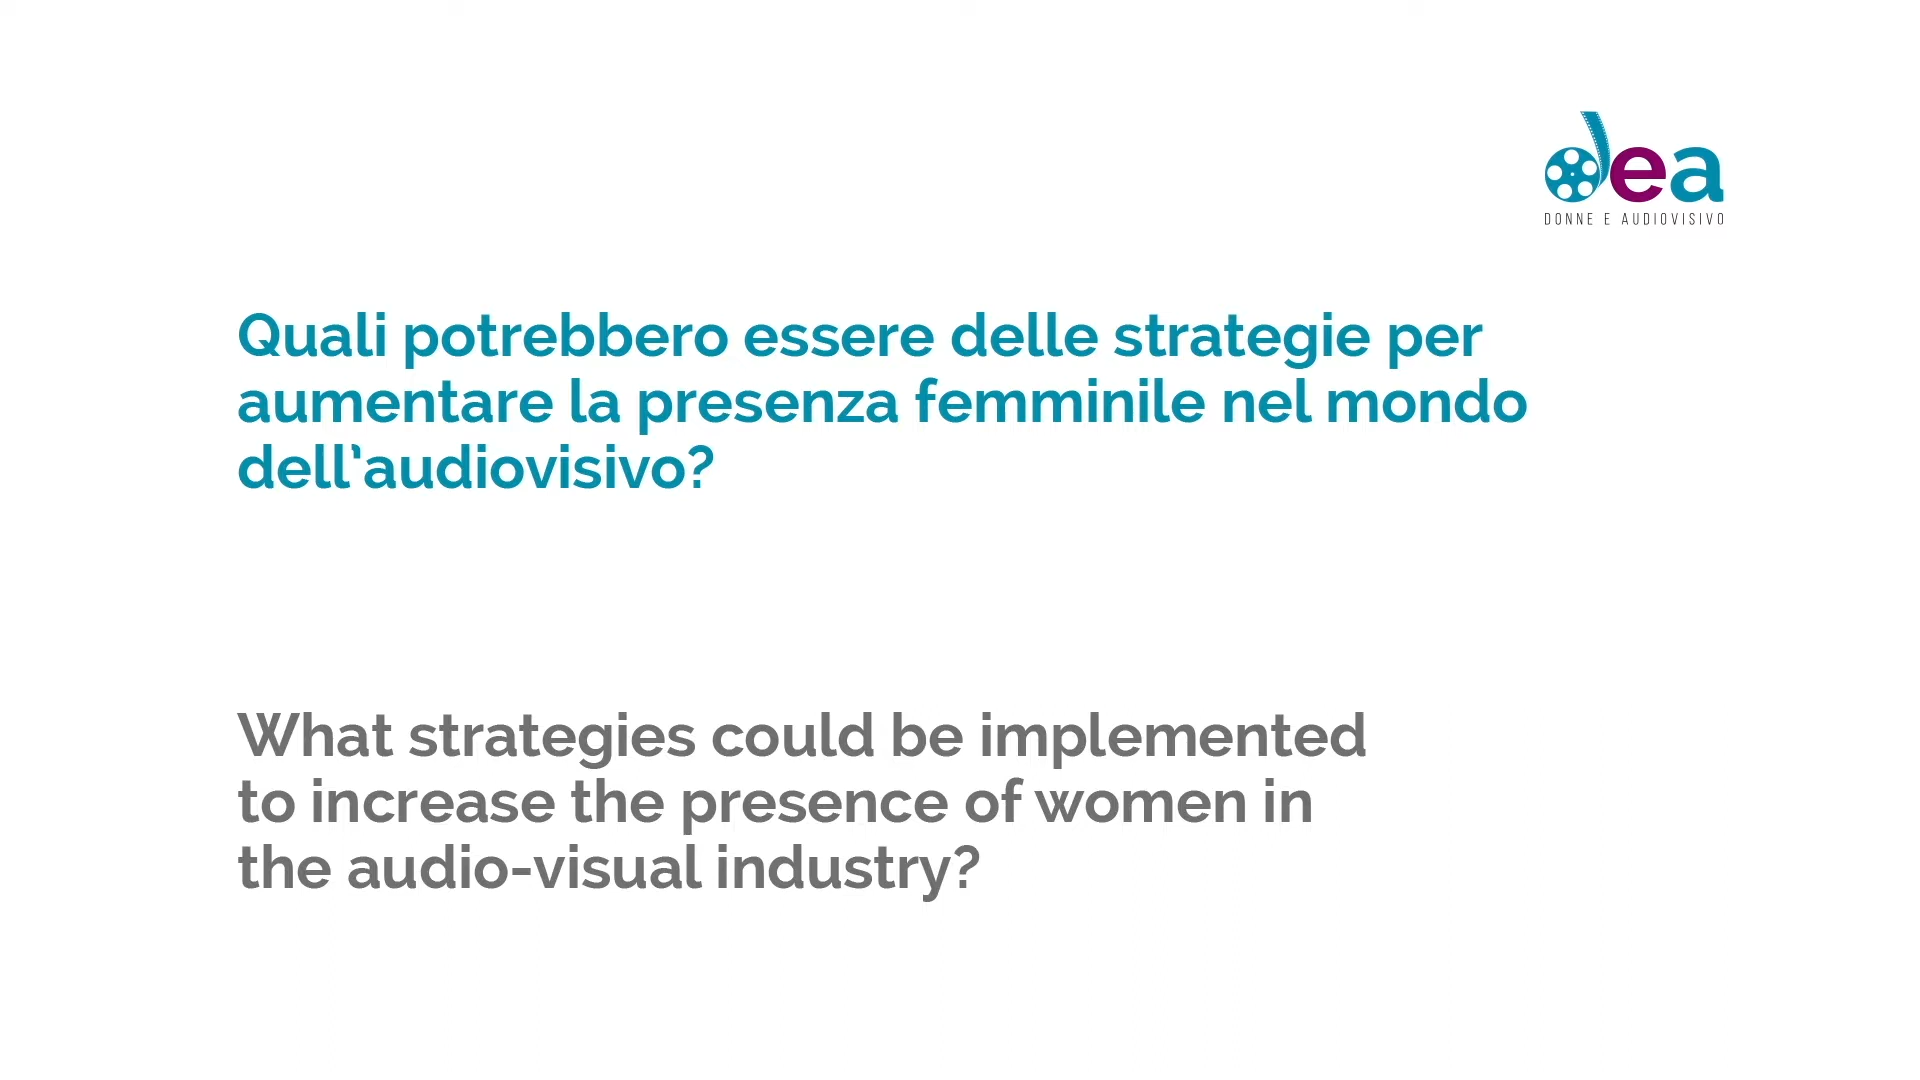 dea
DONNE E AUDIOVISIVO
Quali potrebbero essere delle strategie per
aumentare la presenza femminile nel mondo
dell’audiovisivo?
What strategies could be implemented
to increase the presence of women in
the audio-visual industry?